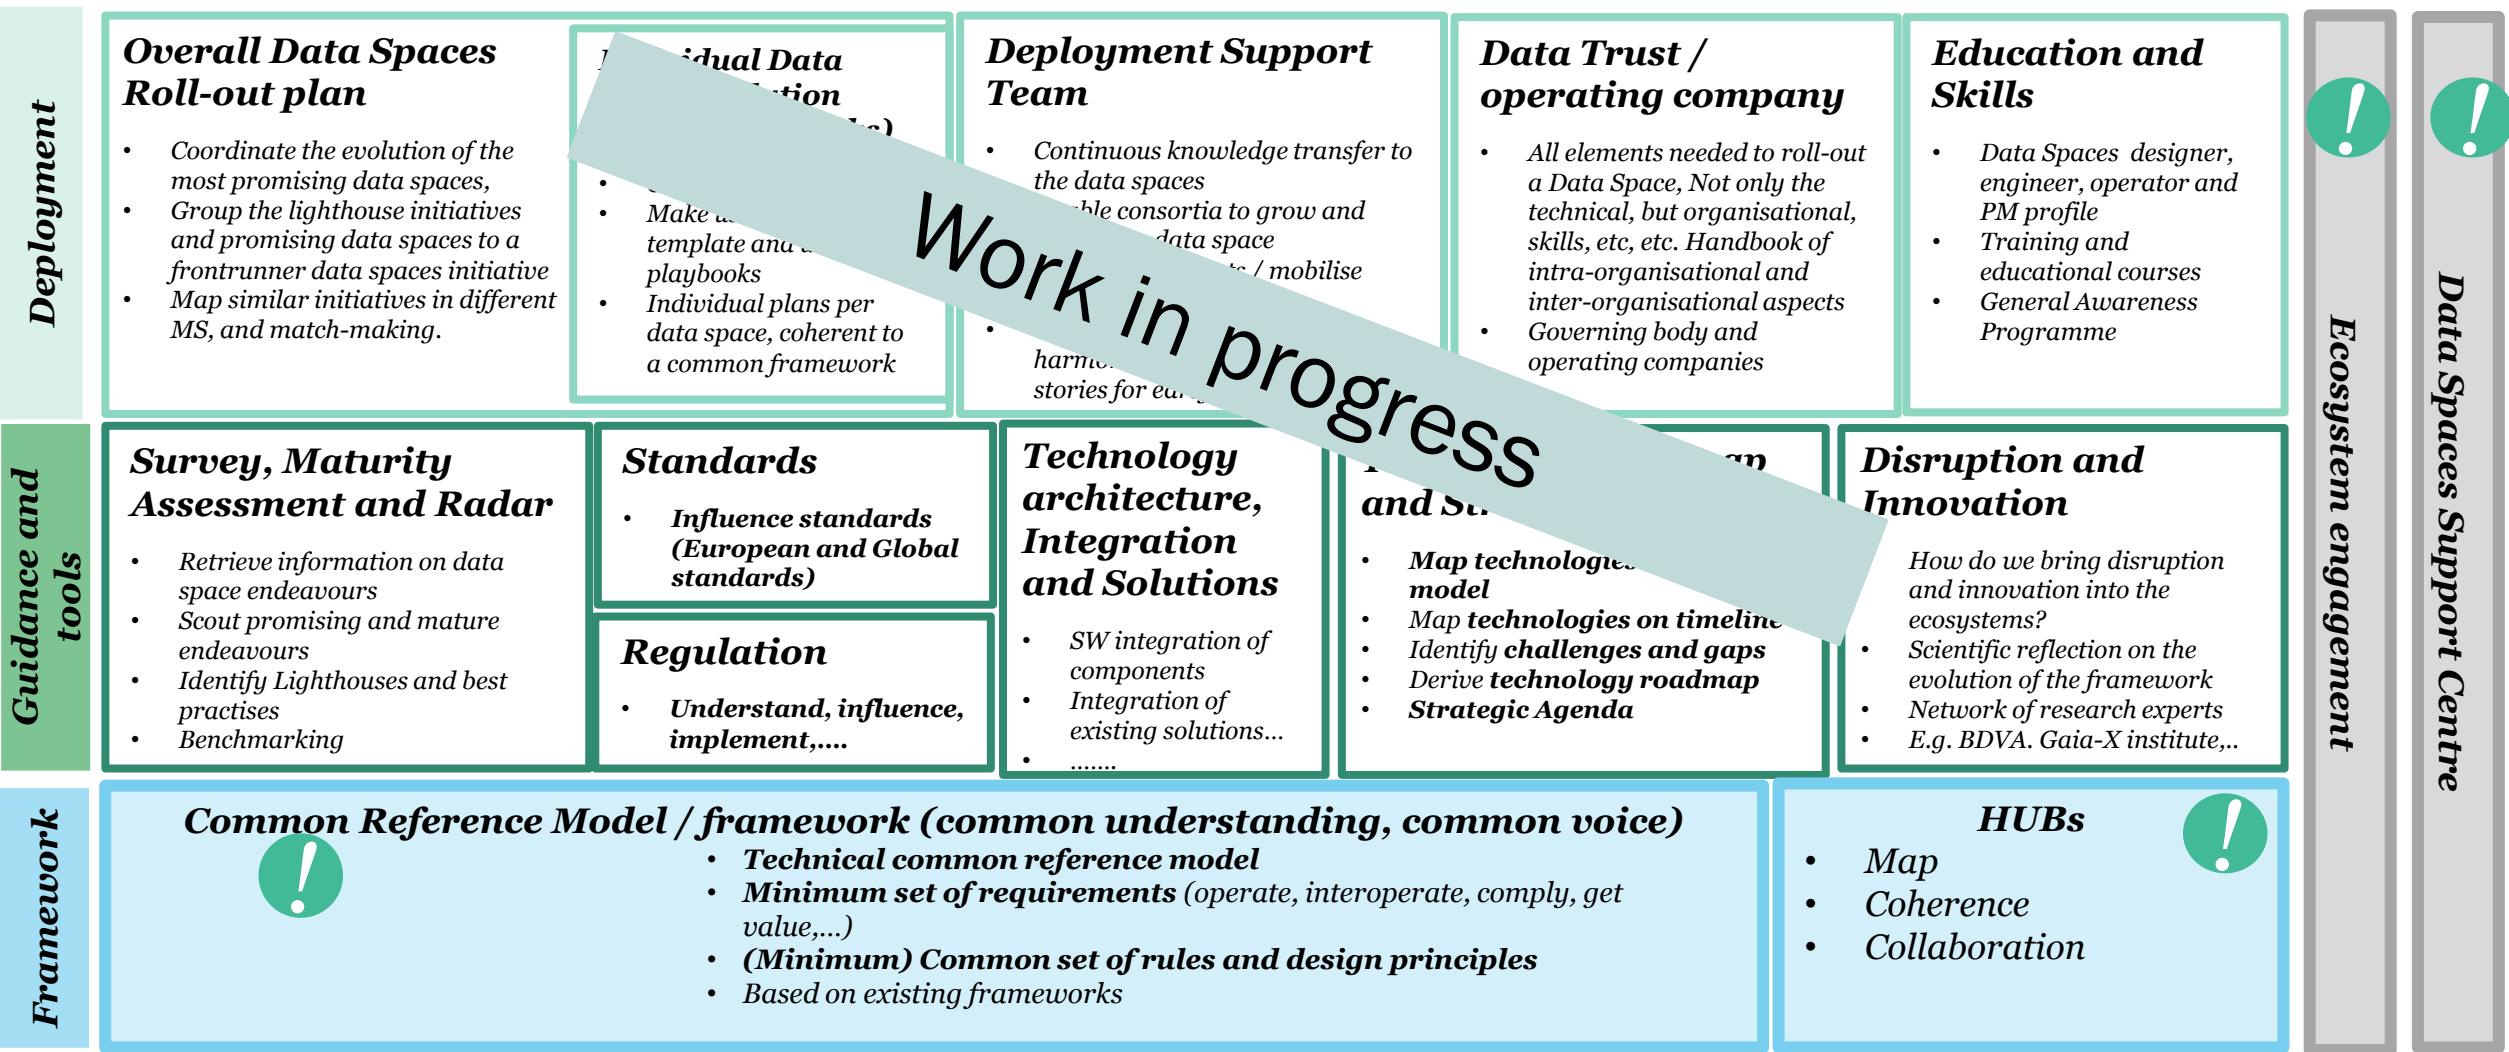 Deployment
Overall Data Spaces
Roll-out plan
• Coordinate the evolution of the
most promising data spaces,
• Group the lighthouse initiatives
and promising data spaces to a
frontrunner data spaces initiative
• Map similar initiatives in different
MS, and match-making.
Data
• Make
template and
playbooks
• Individual plans per
data space, coherent to
a common framework
Deployment Support
Team
• Continuous knowledge transfer to
the data spaces
consortia to grow and
data space
/ mobilise
•
stories for
Data Trust /
operating company
• All elements needed to roll-out
a Data Space, Not only the
technical, but organisational,
skills, etc, etc. Handbook of
intra-organisational and
inter-organisational aspects
• Governing body and
operating companies
Education and
Skills
• Data Spaces designer,
engineer, operator and
PM profile
• Training and
educational courses
• General Awareness
Programme
Work in progress
Guidance and
tools
Survey, Maturity
Assessment and Radar
• Retrieve information on data
space endeavours
• Scout promising and mature
endeavours
• Identify Lighthouses and best
practises
• Benchmarking
Standards
• Influence standards
(European and Global
standards)
Regulation
• Understand, influence,
implement,....
Technology
architecture,
Integration
and Solutions
• SW integration of
components
• Integration of
existing solutions...
• .......
and
• Map technologies
model
• Map technologies on timeline
• Identify challenges and gaps
• Derive technology roadmap
• Strategic Agenda
Disruption and
Innovation
How do we bring disruption
and innovation into the
ecosystems?
• Scientific reflection on the
evolution of the framework
• Network of research experts
• E.g. BDVA. Gaia-X institute,..
Framework
Common Reference Model / framework (common understanding, common voice)
!
• Technical common reference model
• Minimum set of requirements (operate, interoperate, comply, get
value,...)
• (Minimum) Common set of rules and design principles
• Based on existing frameworks
HUBs
!
• Map
• Coherence
• Collaboration
!
Ecosystem engagement
!
Data Spaces Support Centre